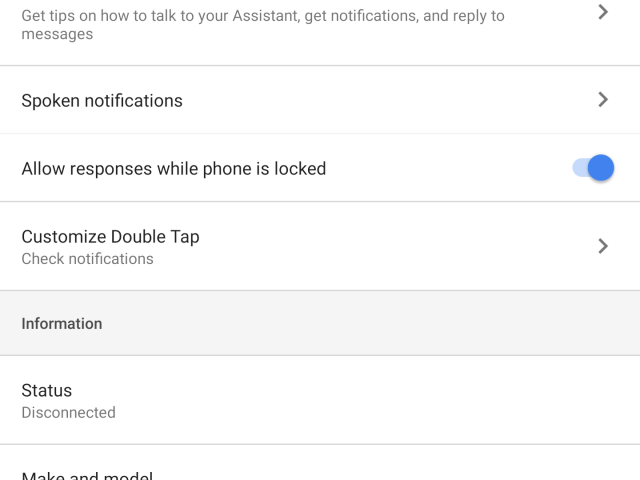 Get tips on how to talk to your Assistant, get notifications, and reply to
messages
Spoken notifications
Allow responses while phone is locked
Customize Double Tap
Check notifications
Information
Status
Disconnected
Make and model